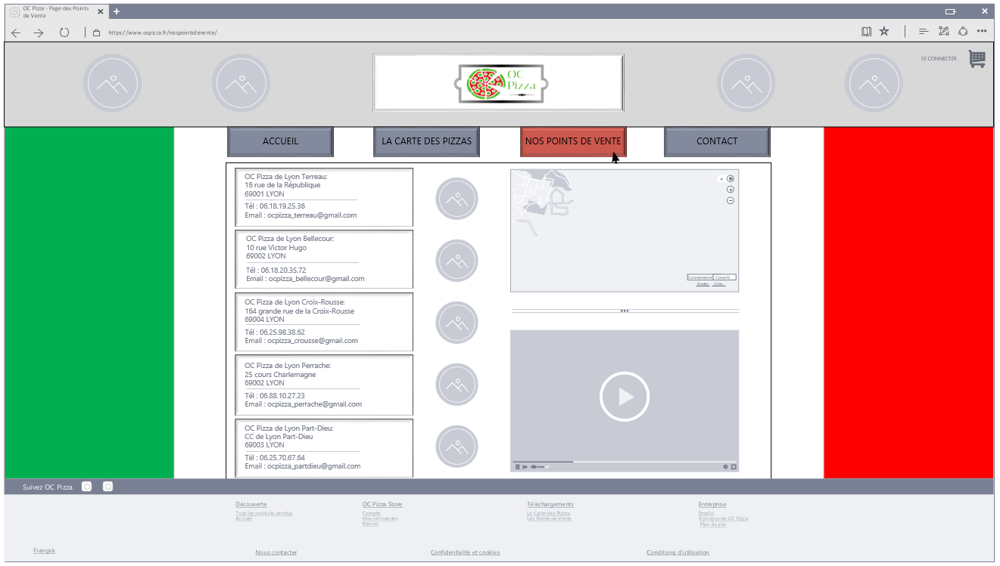 OC Pizza - Page des Points
de Vente
https://www.ocpizza.fr/nospointsdevente/
SE CONNECTER
OC
Pizza
ACCUEIL
LA CARTE DES PIZZAS
NOS POINTS DE VENTE
CONTACT
OC Pizza de Lyon Terreau:
16 rue de la République
69001 LYON
Tél : 06.18.19.25.36
Email : ocpizza_terreau@gmail.com
OC Pizza de Lyon Bellecour:
10 rue Victor Hugo
69002 LYON
Tél : 06.18.20.35.72
Email : ocpizza_bellecour@gmail.com
OC Pizza de Lyon Croix-Rousse:
164 grande rue de la Croix-Rousse
69004 LYON
Tél : 06.25.98.38.62
Email : ocpizza_crousse@gmail.com
OC Pizza de Lyon Perrache:
25 cours Charlemagne
69002 LYON
Tél : 06.88.10.27.23
Email : ocpizza_perrache@gmail.com
OC Pizza de Lyon Part-Dieu:
CC de Lyon Part-Dieu
69003 LYON
Tél : 06.25.70.67.64
Email : ocpizza_partdieu@gmail.com
Commentaires Conseils
Suivez OC Pizza
Découverte
Tous les produits vendus
Accueil
OC Pizza Store
Compte
Mes commandes
Retours
Téléchargements
La Carte des Pizzas
Les Points de Vente
Entreprise
Emploi
À propos de OC Pizza
Plan du site
Français
Nous contacter
Confidentialité et cookies
Conditions d'utilisation